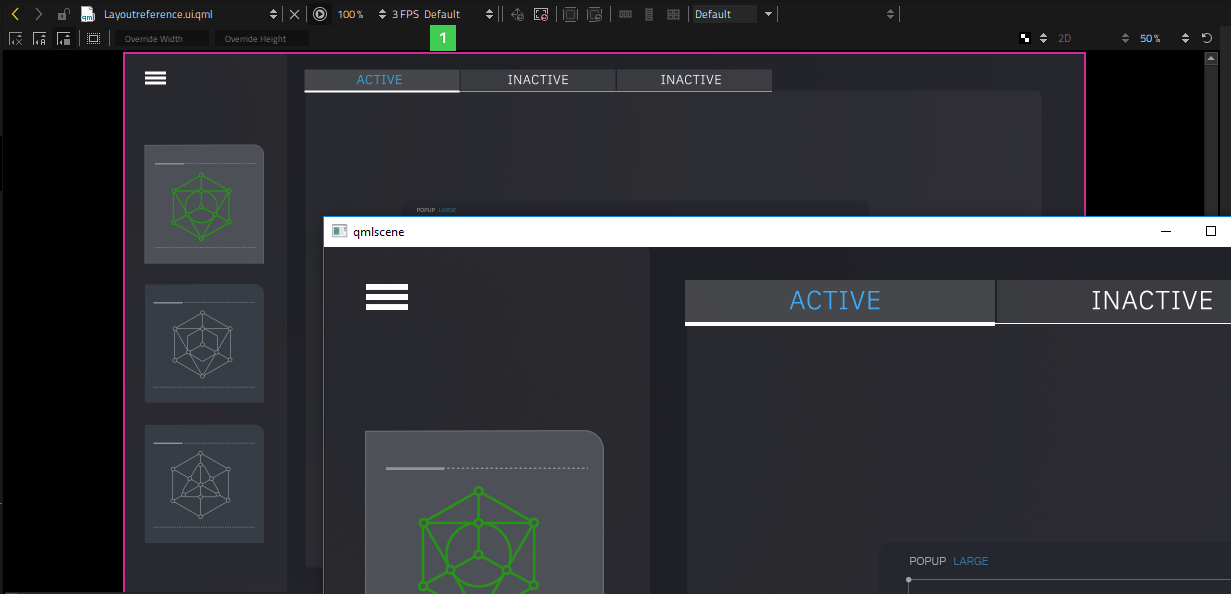 Layoutreference.ui.qml 100% 3 FPS Default Default
Override Width Override Height 1 2D 50%
ACTIVE INACTIVE INACTIVE
POPUP LARGE
qmlscene
ACTIVE INACTIVE
POPUP LARGE